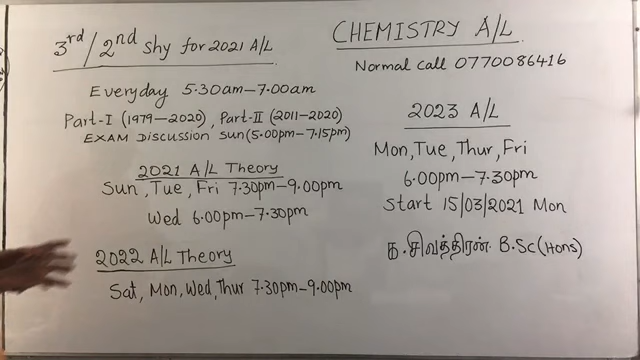 3rd/2nd shy for 2021 A/L
Everyday 5.30am-7.00am
Part-I (1979-2020), Part-II (2011-2020)
EXAM Discussion Sun(5.00pm-7.15pm)
2021 A/L Theory
Sun, Tue, Fri 7.30pm-9.00pm
Wed 6.00pm-7.30pm
2022 A/L Theory
Sat, Mon, Wed, Thur 7.30pm-9.00pm
CHEMISTRY A/L
Normal call 0770086416
2023 A/L
Mon, Tue, Thur, Fri
6.00pm-7.30pm
Start 15/03/2021 Mon
க.சிவத்திரன். B.Sc(Hons)